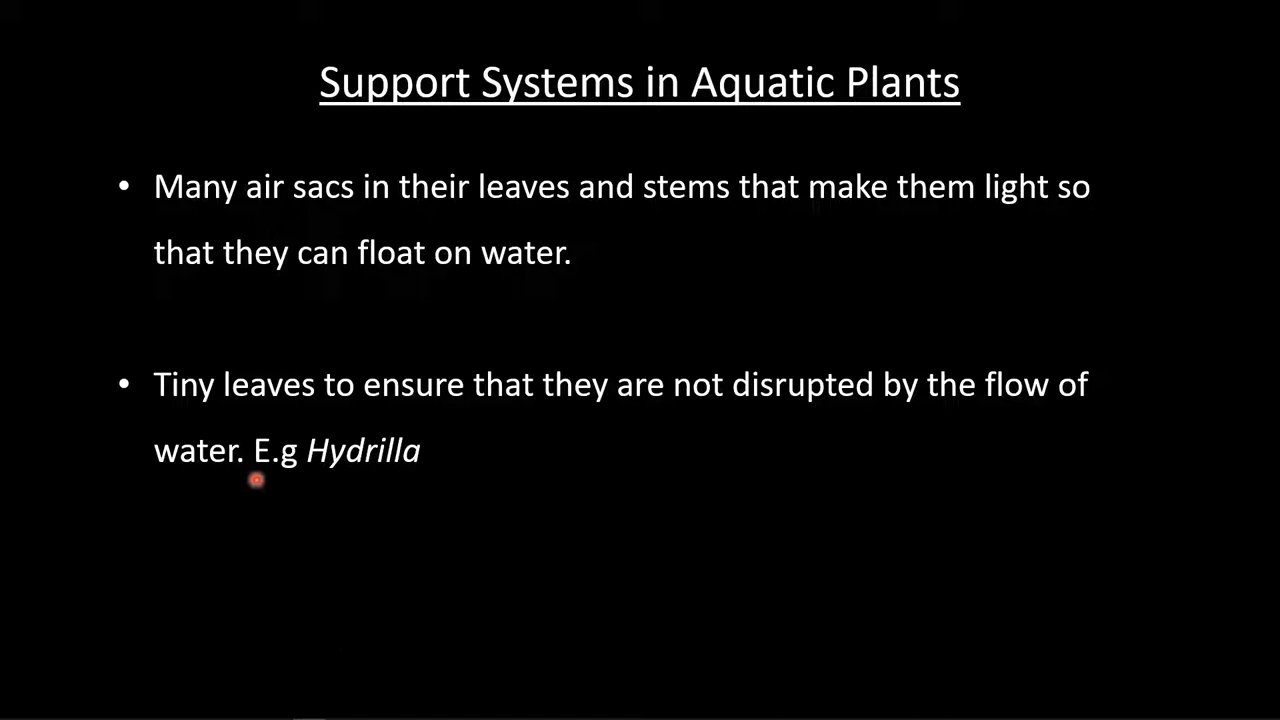 Support Systems in Aquatic Plants
• Many air sacs in their leaves and stems that make them light so
that they can float on water.
• Tiny leaves to ensure that they are not disrupted by the flow of
water. E.g Hydrilla